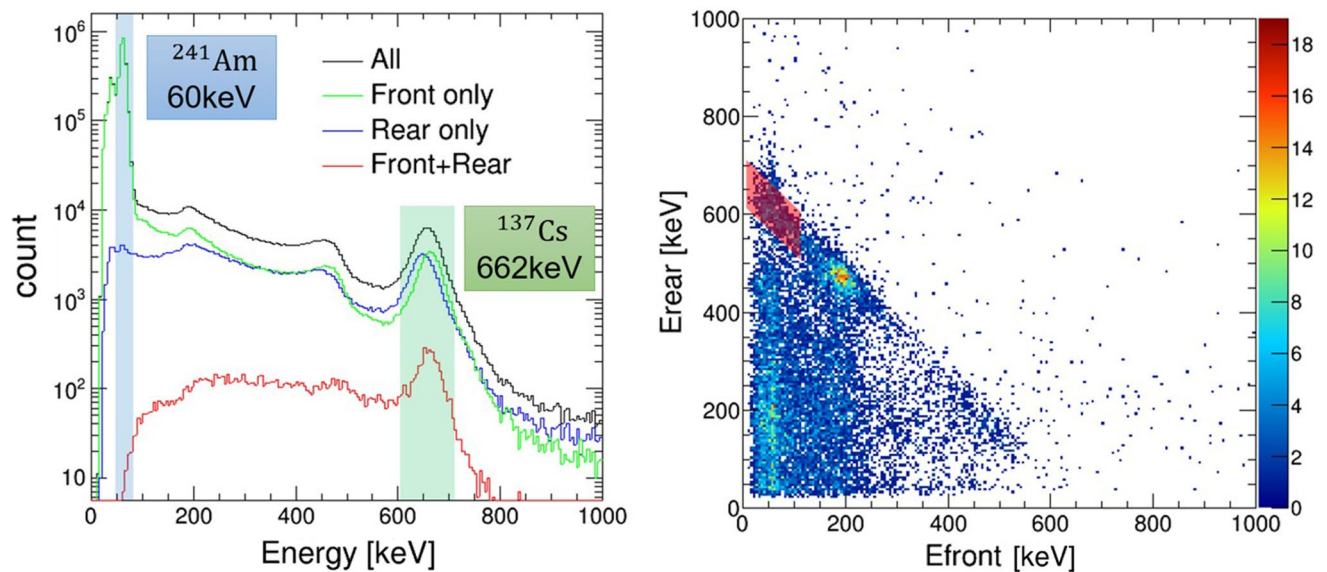 10⁶
10⁵
10⁴
10³
10²
10
0
200
400
600
800
1000
count
Energy [keV]
²⁴¹Am
60keV
All
Front only
Rear only
Front+Rear
¹³⁷Cs
662keV
1000
800
600
400
200
0
0
200
400
600
800
1000
Erear [keV]
Efront [keV]
18
16
14
12
10
8
6
4
2
0